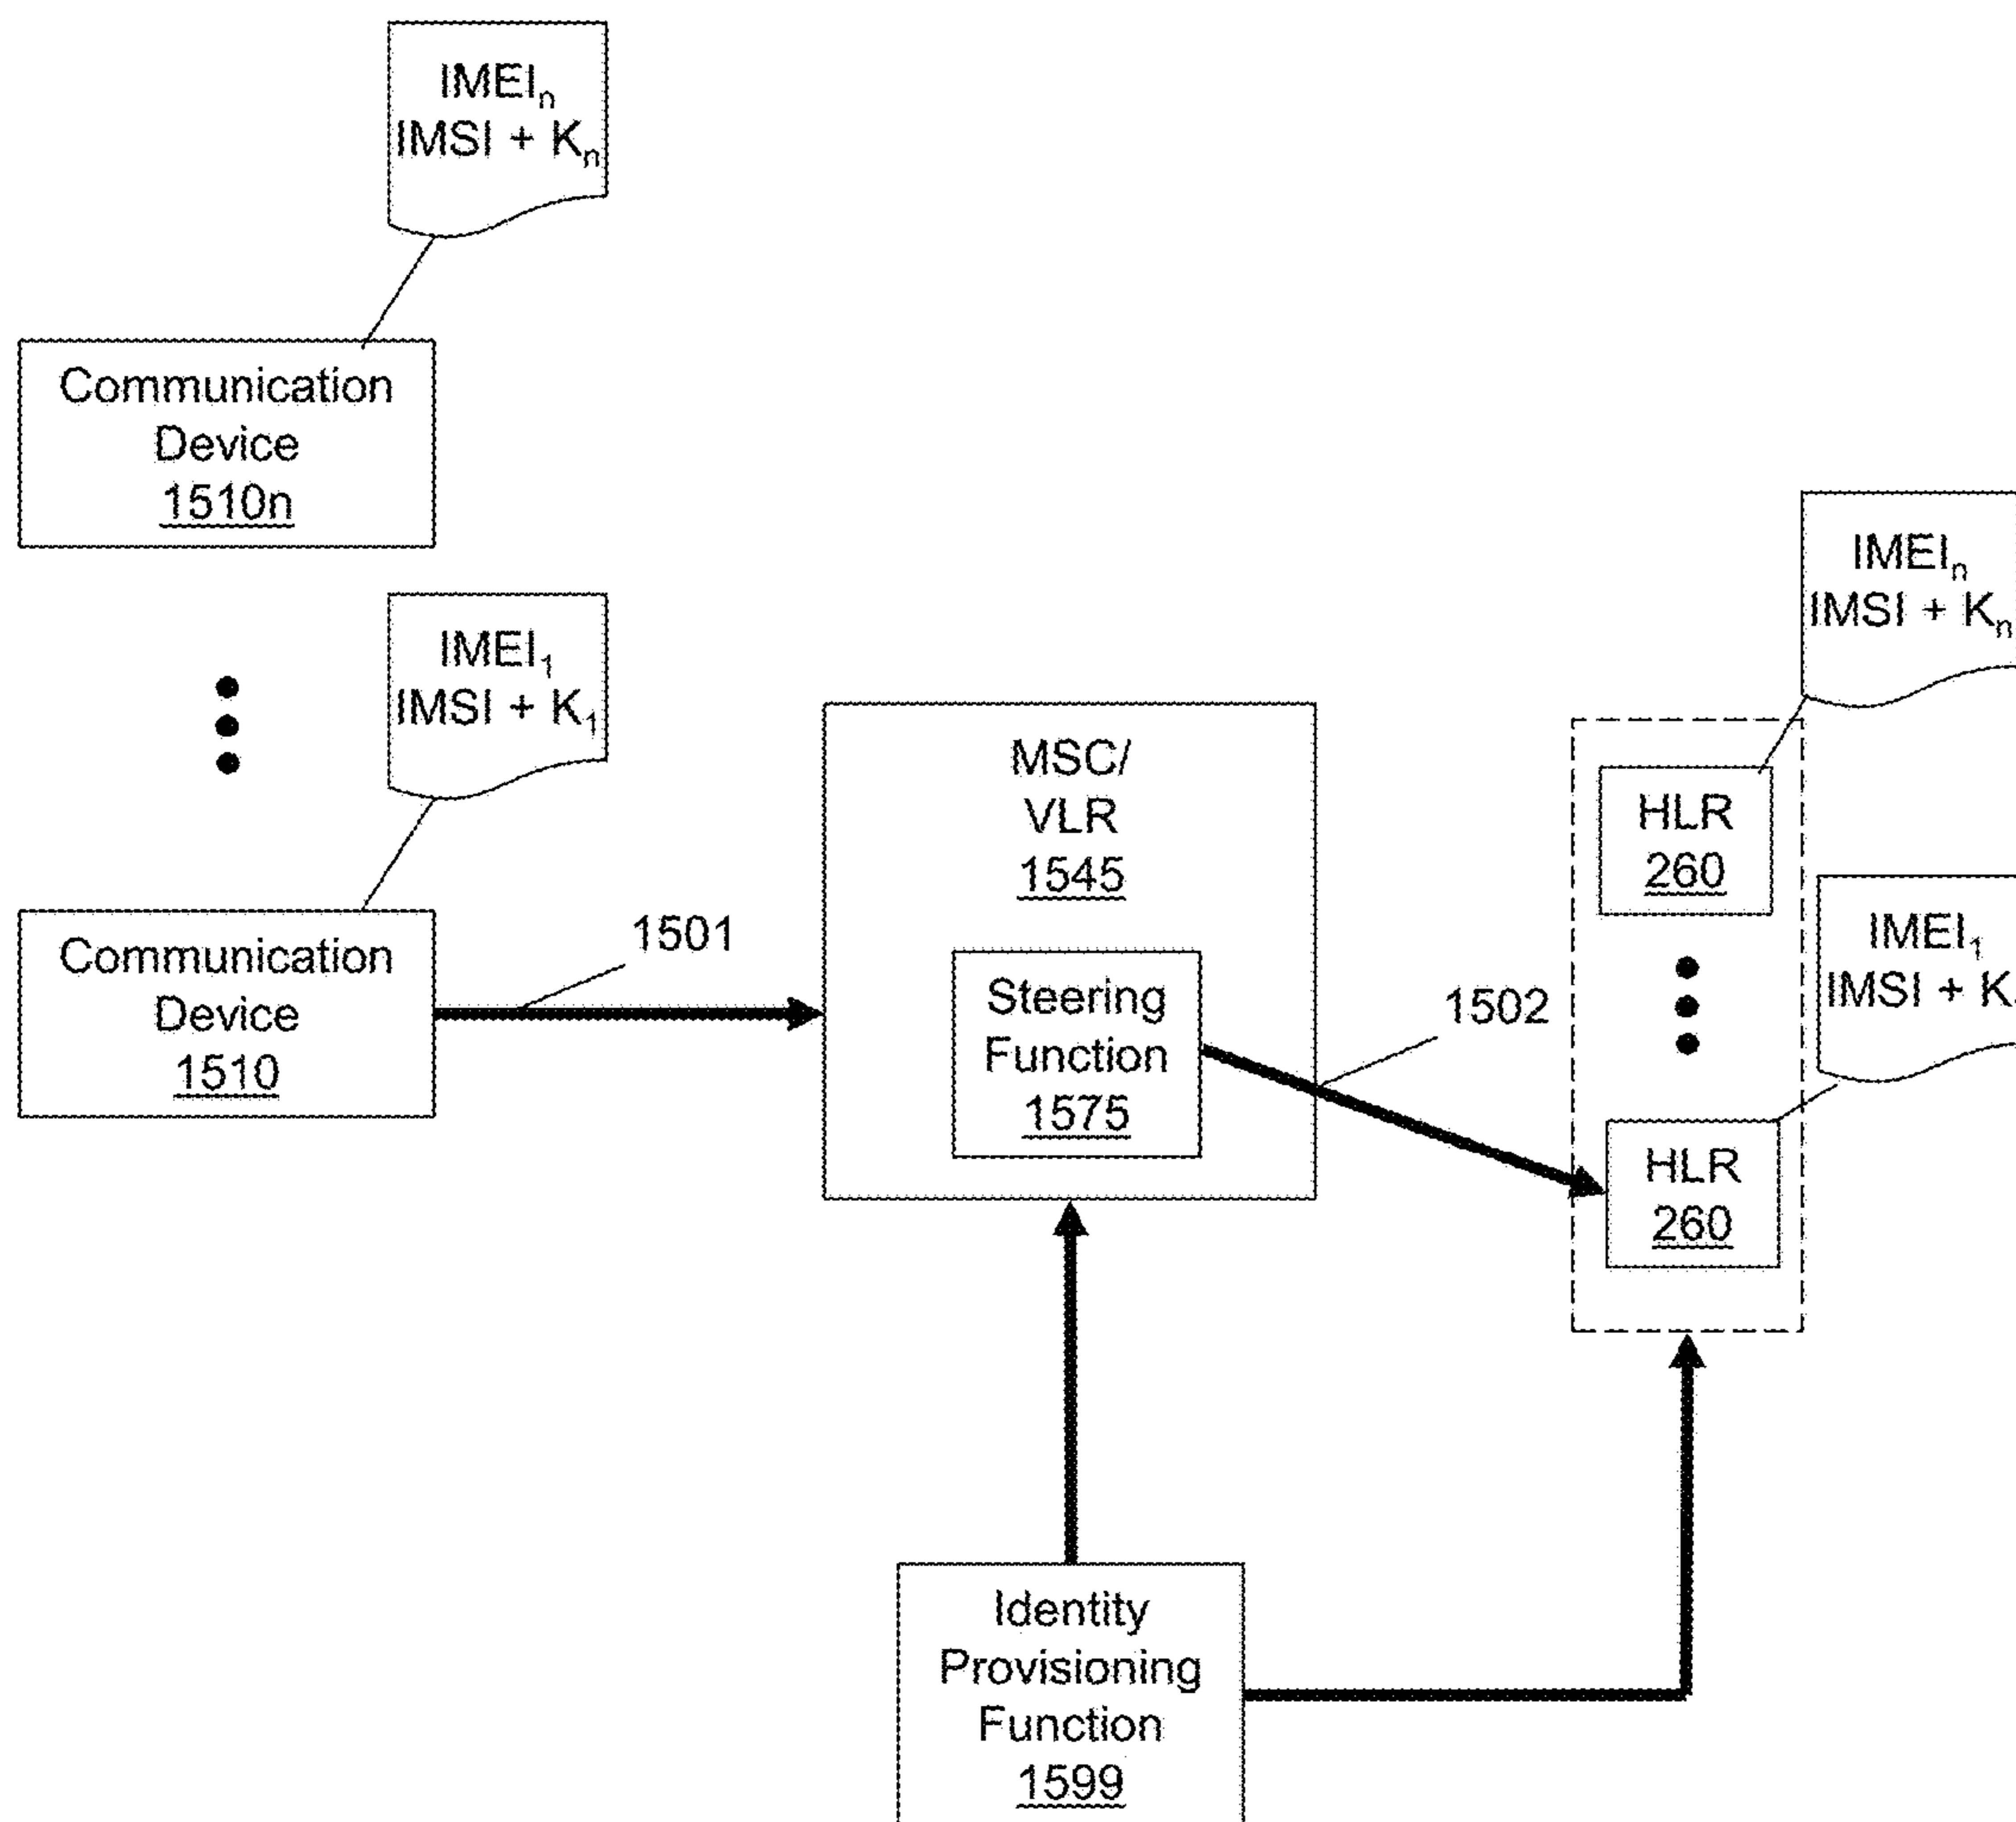 IMEIn
IMSI + Kn
Communication
Device
1510n
IMEI1
IMSI + K1
Communication
Device
1510
1501
MSC/
VLR
1545
Steering
Function
1575
1502
IMEIn
IMSI + Kn
HLR
260
IMEI1
IMSI + K
HLR
260
Identity
Provisioning
Function
1599